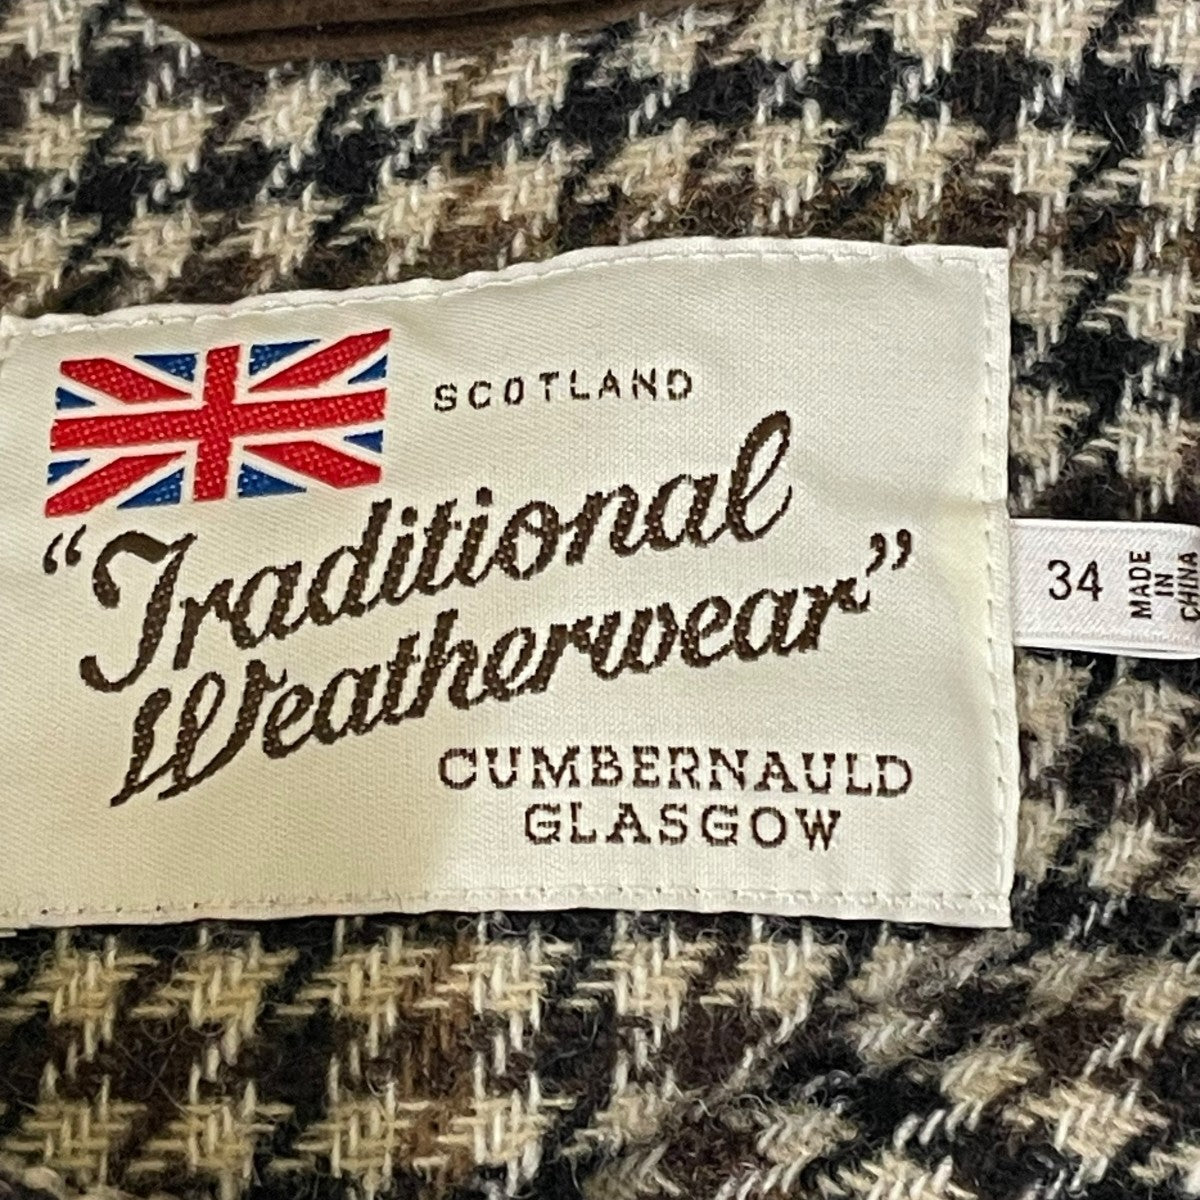 SCOTLAND
“Traditional
Weatherwear”
CUMBERNAULD
GLASGOW
34
MADE
IN
CHINA